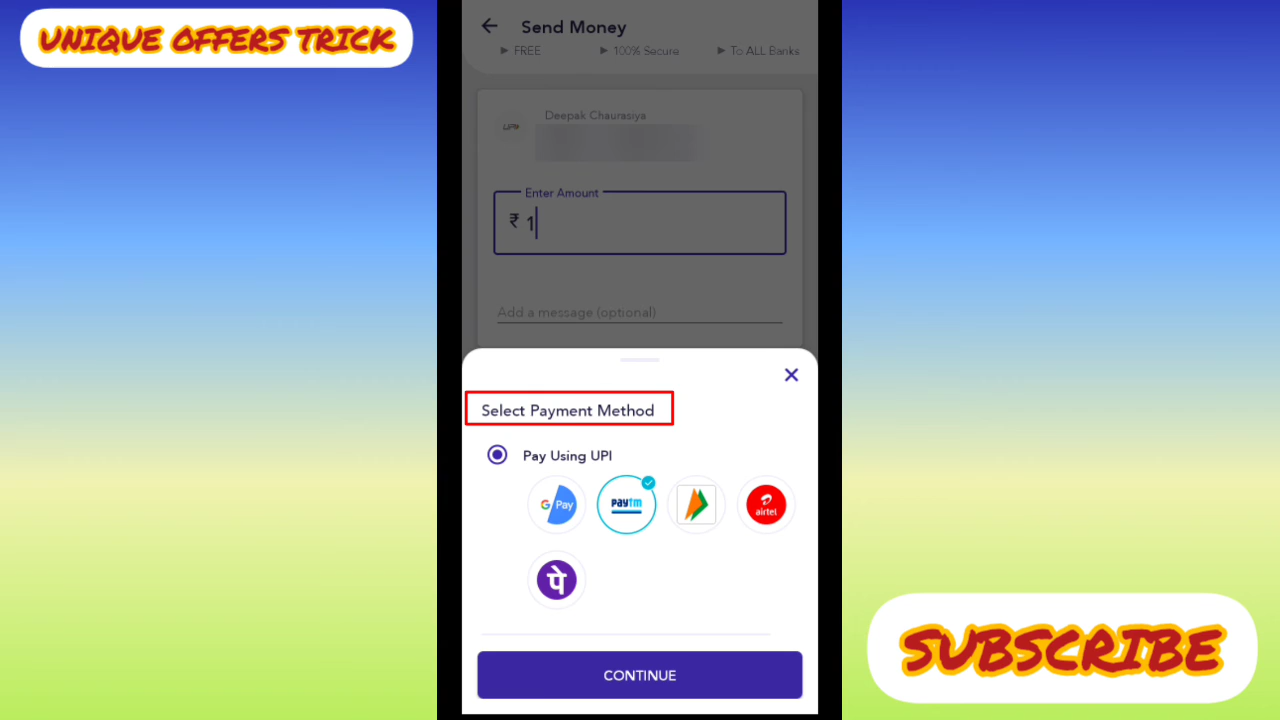 UNIQUE OFFERS TRICK
Send Money
FREE
100% Secure
To ALL Banks
Deepak Chaurasiya
UPI
Enter Amount
₹ 1
Add a message (optional)
Select Payment Method
Pay Using UPI
G Pay
paytm
airtel
पे
CONTINUE
SUBSCRIBE